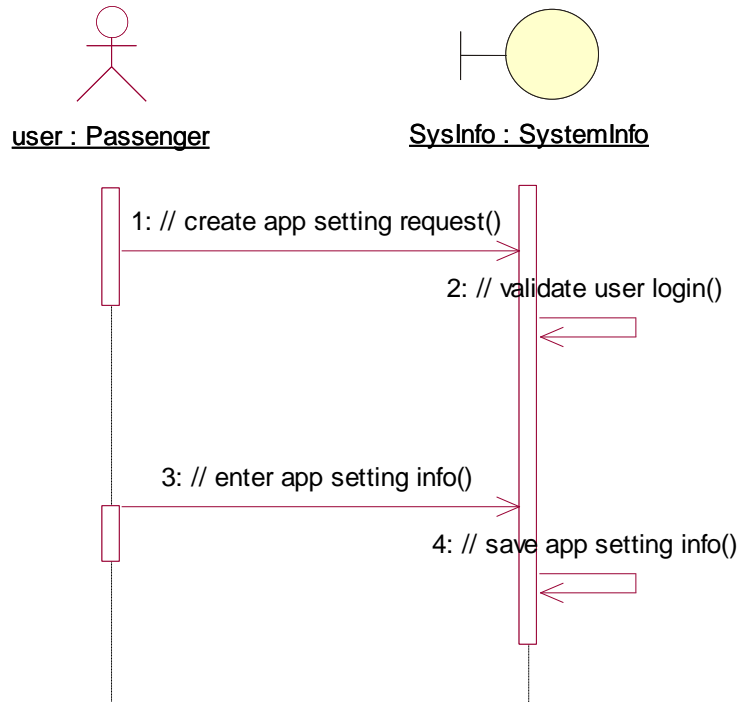 user : Passenger
SysInfo : SystemInfo
1: // create app setting request()
2: // validate user login()
3: // enter app setting info()
4: // save app setting info()